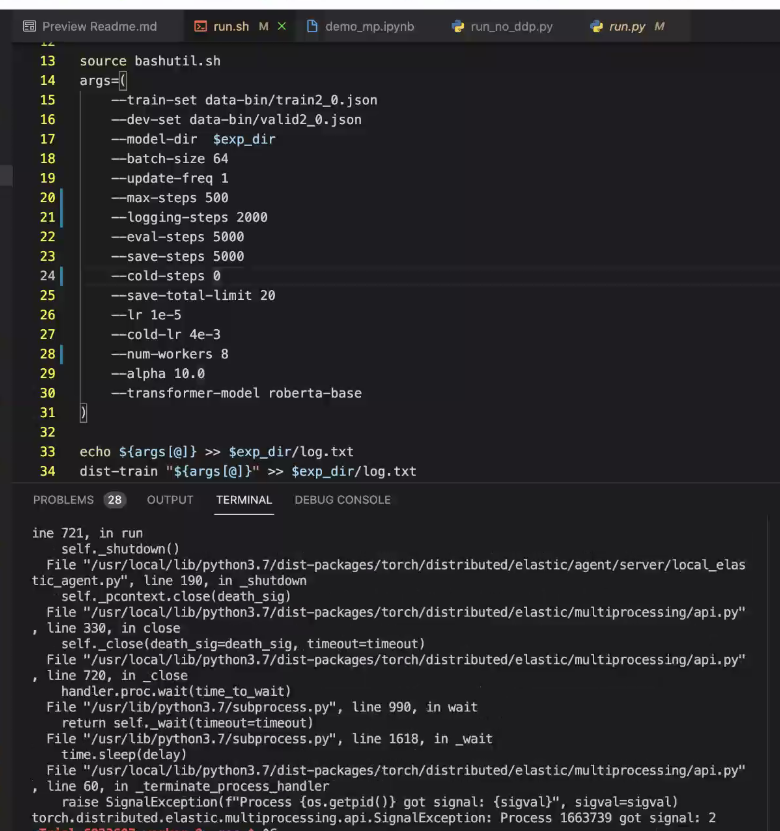 Preview Readme.md run.sh M × demo_mp.ipynb run_no_ddp.py run.py M
13 source bashutil.sh
14 args=(
15 --train-set data-bin/train2_0.json
16 --dev-set data-bin/valid2_0.json
17 --model-dir $exp_dir
18 --batch-size 64
19 --update-freq 1
20 --max-steps 500
21 --logging-steps 2000
22 --eval-steps 5000
23 --save-steps 5000
24 --cold-steps 0
25 --save-total-limit 20
26 --lr 1e-5
27 --cold-lr 4e-3
28 --num-workers 8
29 --alpha 10.0
30 --transformer-model roberta-base
31 )
32
33 echo ${args[@]} >> $exp_dir/log.txt
34 dist-train "${args[@]}" >> $exp_dir/log.txt
PROBLEMS 28 OUTPUT TERMINAL DEBUG CONSOLE
ine 721, in run
self._shutdown()
File "/usr/local/lib/python3.7/dist-packages/torch/distributed/elastic/agent/server/local_elas
tic_agent.py", line 190, in _shutdown
self._pcontext.close(death_sig)
File "/usr/local/lib/python3.7/dist-packages/torch/distributed/elastic/multiprocessing/api.py"
, line 330, in close
self._close(death_sig=death_sig, timeout=timeout)
File "/usr/local/lib/python3.7/dist-packages/torch/distributed/elastic/multiprocessing/api.py"
, line 720, in _close
handler.proc.wait(time_to_wait)
File "/usr/lib/python3.7/subprocess.py", line 990, in wait
return self._wait(timeout=timeout)
File "/usr/lib/python3.7/subprocess.py", line 1618, in _wait
time.sleep(delay)
File "/usr/local/lib/python3.7/dist-packages/torch/distributed/elastic/multiprocessing/api.py"
, line 60, in _terminate_process_handler
raise SignalException(f"Process {os.getpid()} got signal: {sigval}", sigval=sigval)
torch.distributed.elastic.multiprocessing.api.SignalException: Process 1663739 got signal: 2